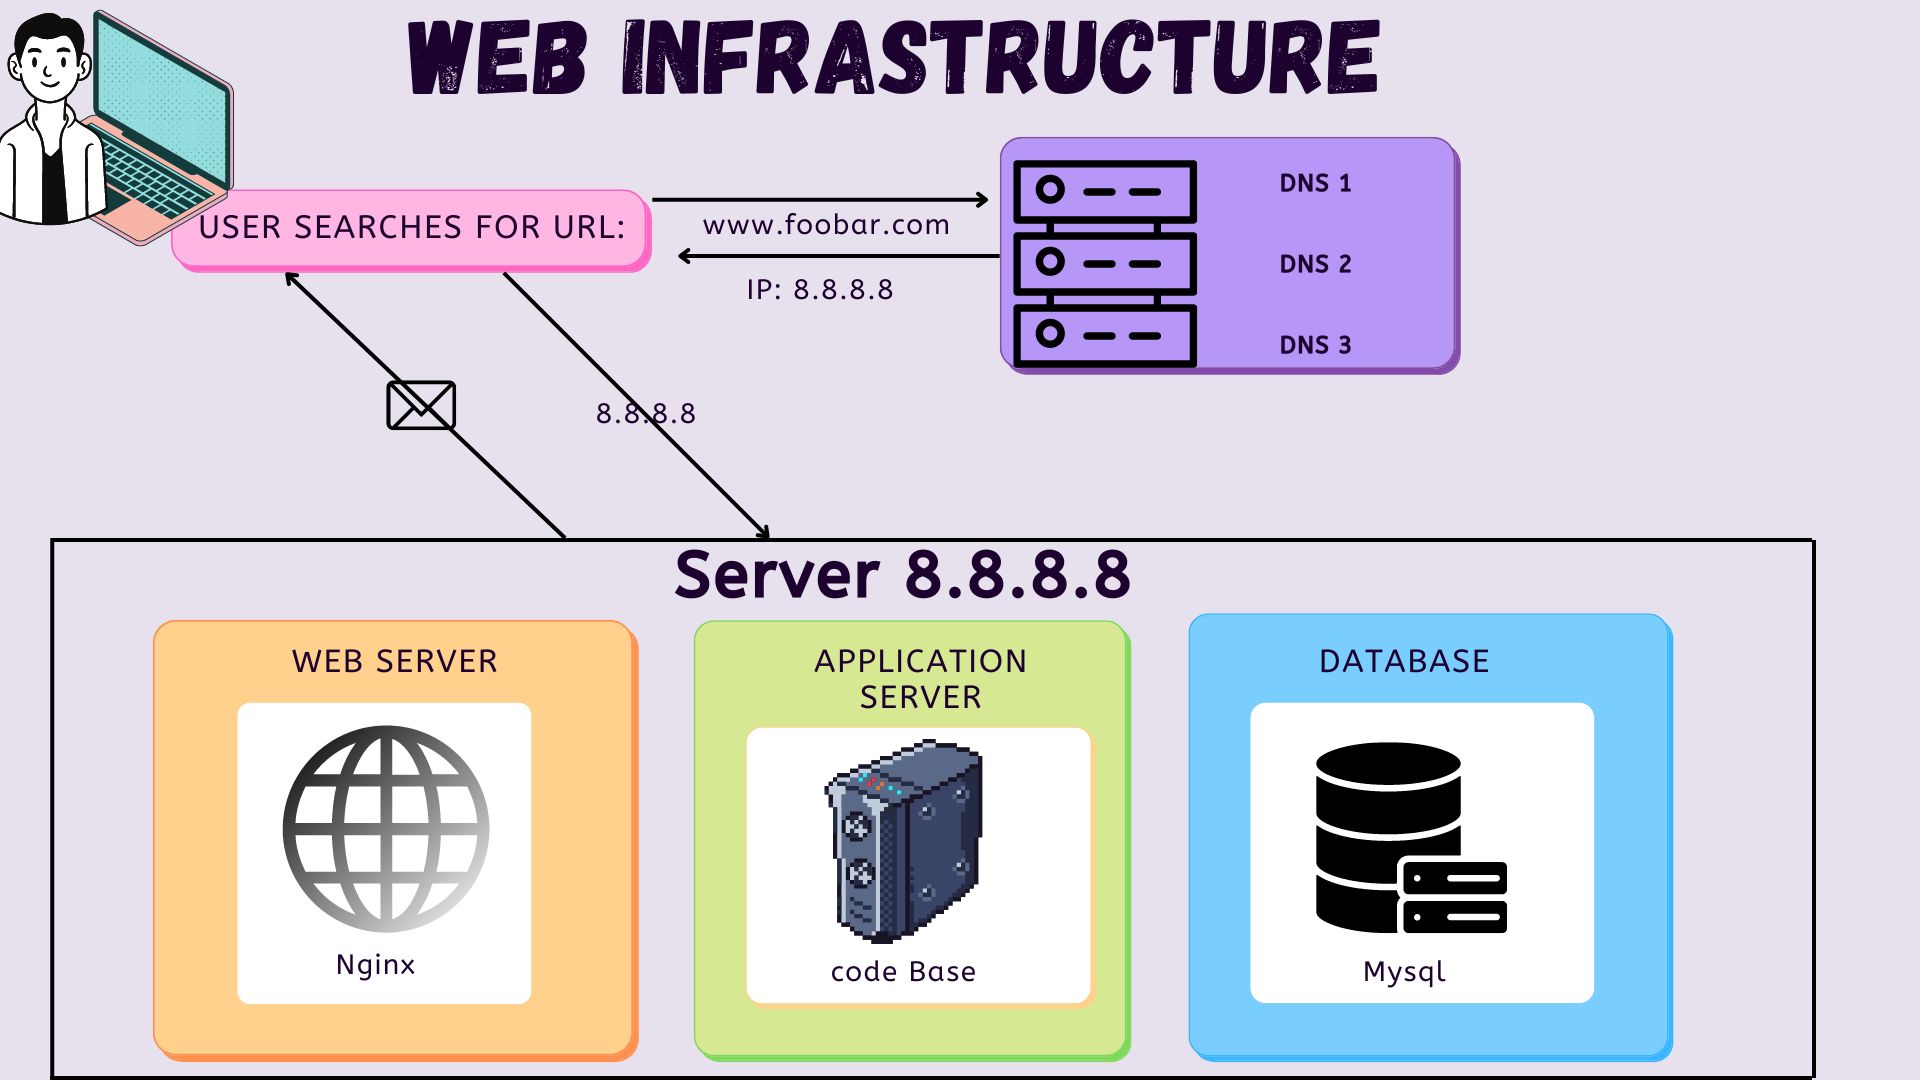 WEB INFRASTRUCTURE
USER SEARCHES FOR URL:
www.foobar.com
IP: 8.8.8.8
DNS 1
DNS 2
DNS 3
8.8.8.8
Server 8.8.8.8
WEB SERVER
Nginx
APPLICATION
SERVER
code Base
DATABASE
Mysql